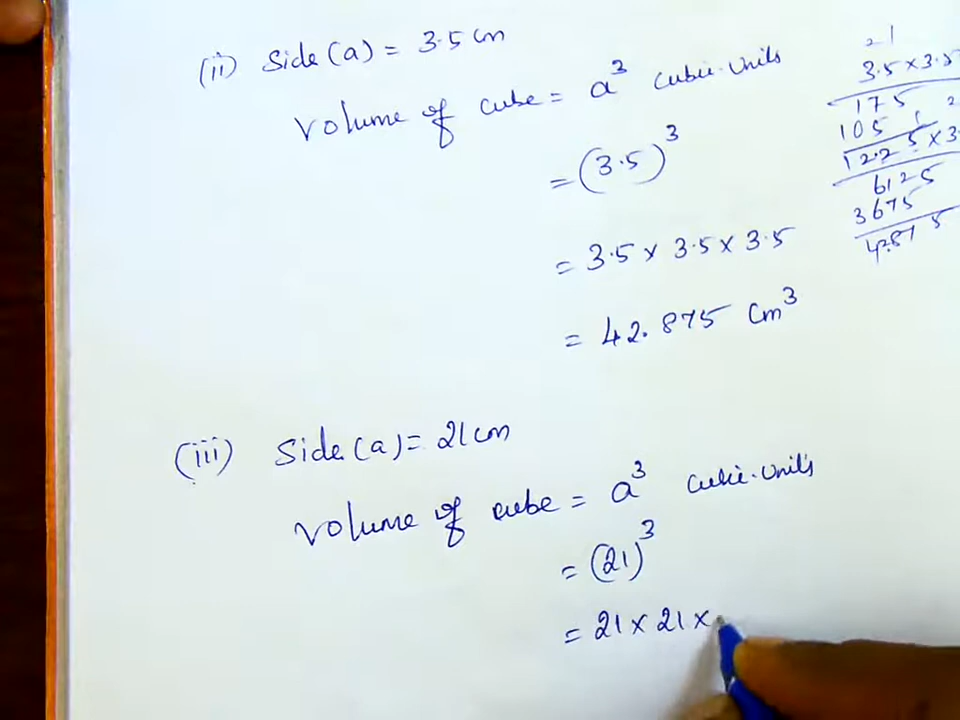 (ii) Side (a) = 3.5 cm
Volume of cube = a³ cubic.units
= (3.5)³
= 3.5 × 3.5 × 3.5
= 42.875 cm³
2 1
3.5 × 3.5
175
105
12.25 × 3.
6125
3675
42.875
(iii) Side (a) = 21 cm
Volume of cube = a³ cubic.units
= (21)³
= 21 × 21 ×